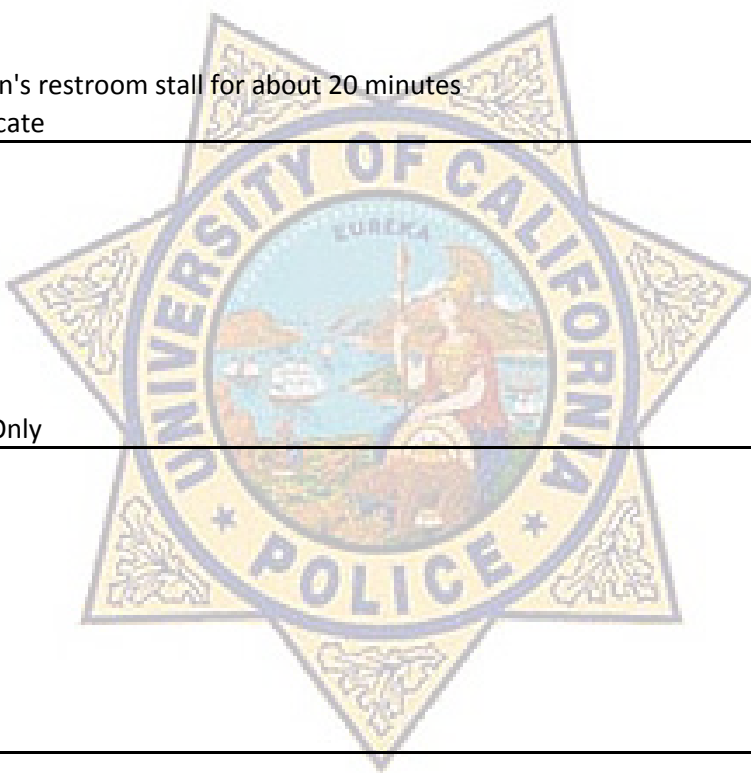 n's restroom stall for about 20 minutes
cate
UNIVERSITY OF CALIFORNIA
EUREKA
Only
POLICE